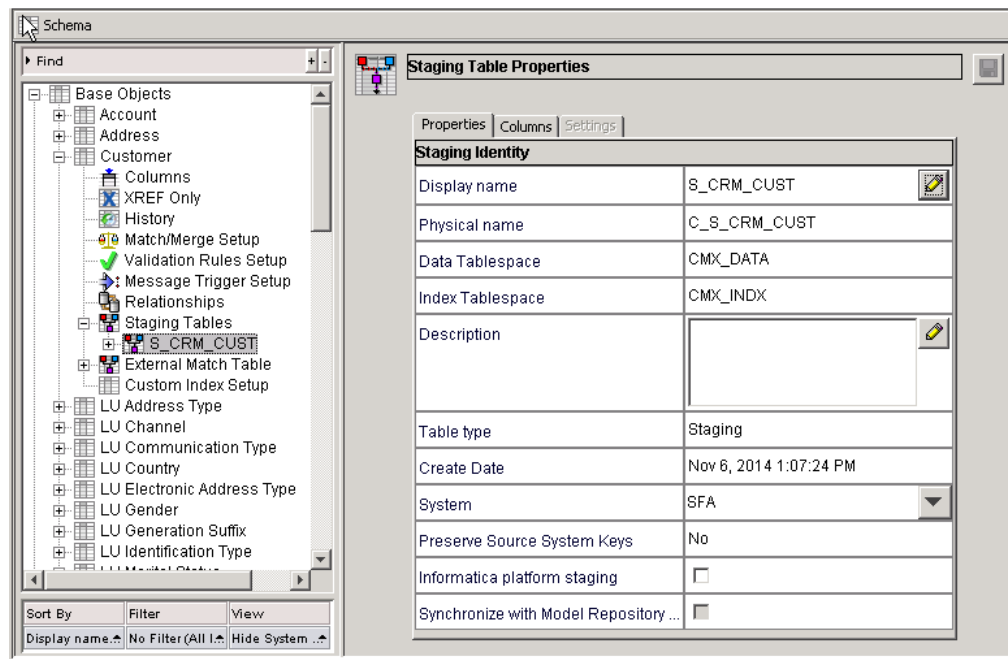 Schema
Find
+ -
Base Objects
Account
Address
Customer
Columns
XREF Only
History
Match/Merge Setup
Validation Rules Setup
Message Trigger Setup
Relationships
Staging Tables
S_CRM_CUST
External Match Table
Custom Index Setup
LU Address Type
LU Channel
LU Communication Type
LU Country
LU Electronic Address Type
LU Gender
LU Generation Suffix
LU Identification Type
Sort By Filter View
Display name... No Filter (All I... Hide System ...
Staging Table Properties
Properties Columns Settings
Staging Identity
Display name S_CRM_CUST
Physical name C_S_CRM_CUST
Data Tablespace CMX_DATA
Index Tablespace CMX_INDX
Description
Table type Staging
Create Date Nov 6, 2014 1:07:24 PM
System SFA
Preserve Source System Keys No
Informatica platform staging
Synchronize with Model Repository ...